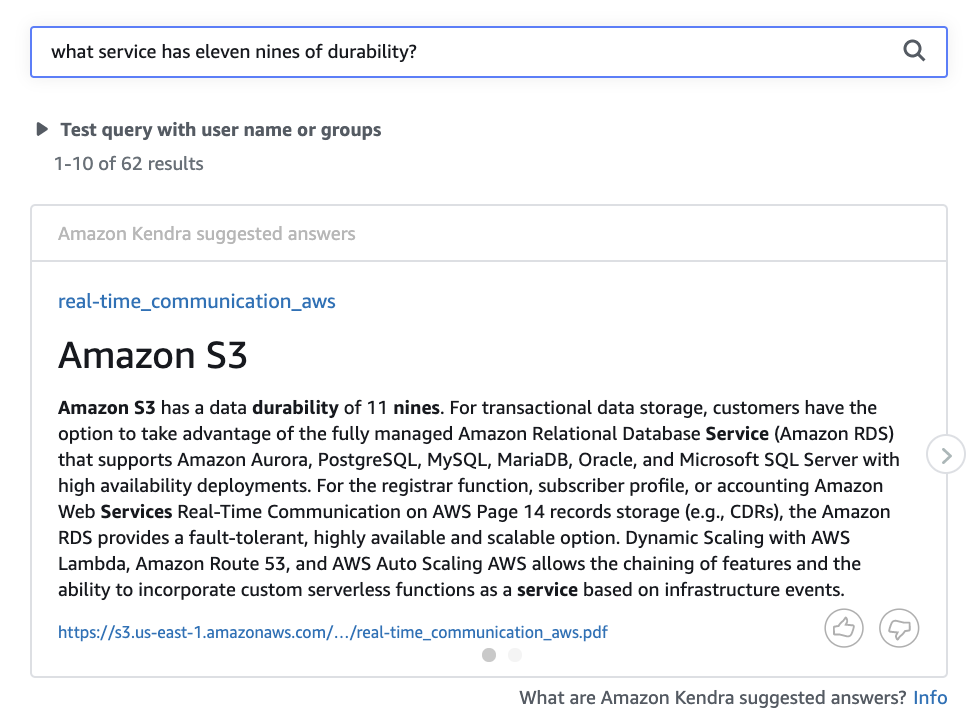 what service has eleven nines of durability?
Test query with user name or groups
1-10 of 62 results
Amazon Kendra suggested answers
real-time_communication_aws
Amazon S3
Amazon S3 has a data durability of 11 nines. For transactional data storage, customers have the
option to take advantage of the fully managed Amazon Relational Database Service (Amazon RDS)
that supports Amazon Aurora, PostgreSQL, MySQL, MariaDB, Oracle, and Microsoft SQL Server with
high availability deployments. For the registrar function, subscriber profile, or accounting Amazon
Web Services Real-Time Communication on AWS Page 14 records storage (e.g., CDRs), the Amazon
RDS provides a fault-tolerant, highly available and scalable option. Dynamic Scaling with AWS
Lambda, Amazon Route 53, and AWS Auto Scaling AWS allows the chaining of features and the
ability to incorporate custom serverless functions as a service based on infrastructure events.
https://s3.us-east-1.amazonaws.com/.../real-time_communication_aws.pdf
What are Amazon Kendra suggested answers? Info